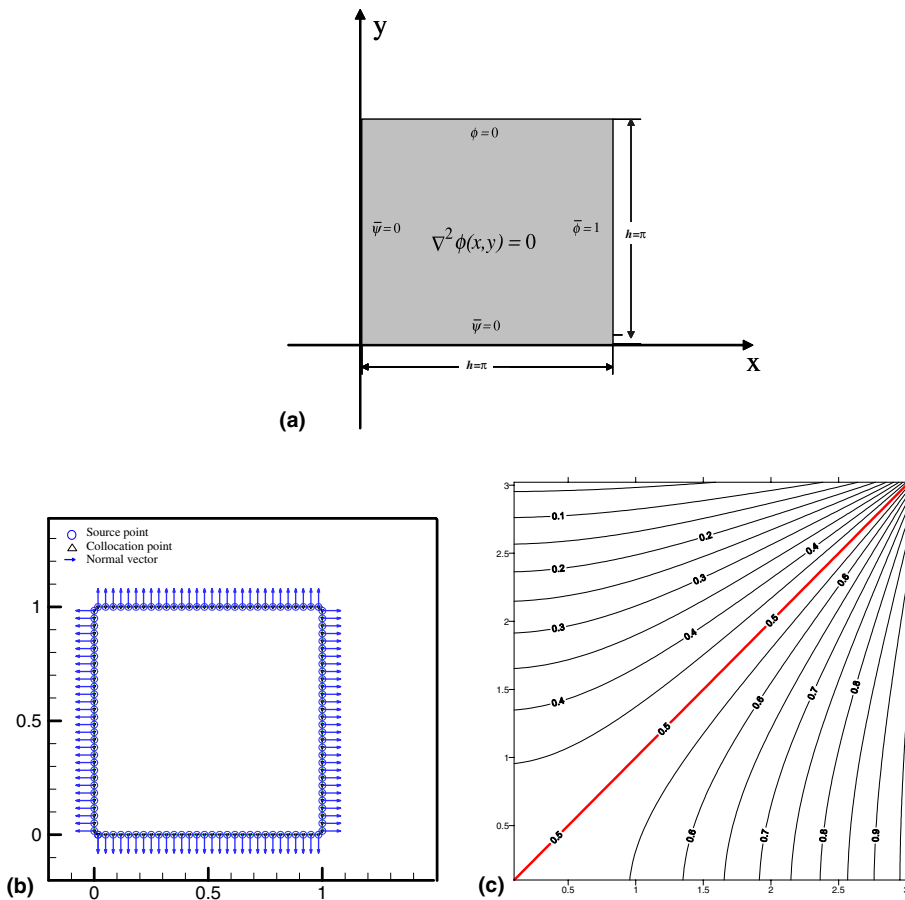 y
ϕ=0
ψ̄=0
∇²ϕ(x,y)=0
ϕ̄=1
h=π
ψ̄=0
x
h=π
(a)
Source point
Collocation point
Normal vector
1
0.5
0
0
0.5
1
(b)
3
2.5
2
1.5
1
0.5
0.5
1
1.5
2
2.5
3
0.1
0.2
0.2
0.3
0.3
0.4
0.4
0.4
0.5
0.5
0.5
0.6
0.6
0.6
0.7
0.7
0.8
0.8
0.9
(c)